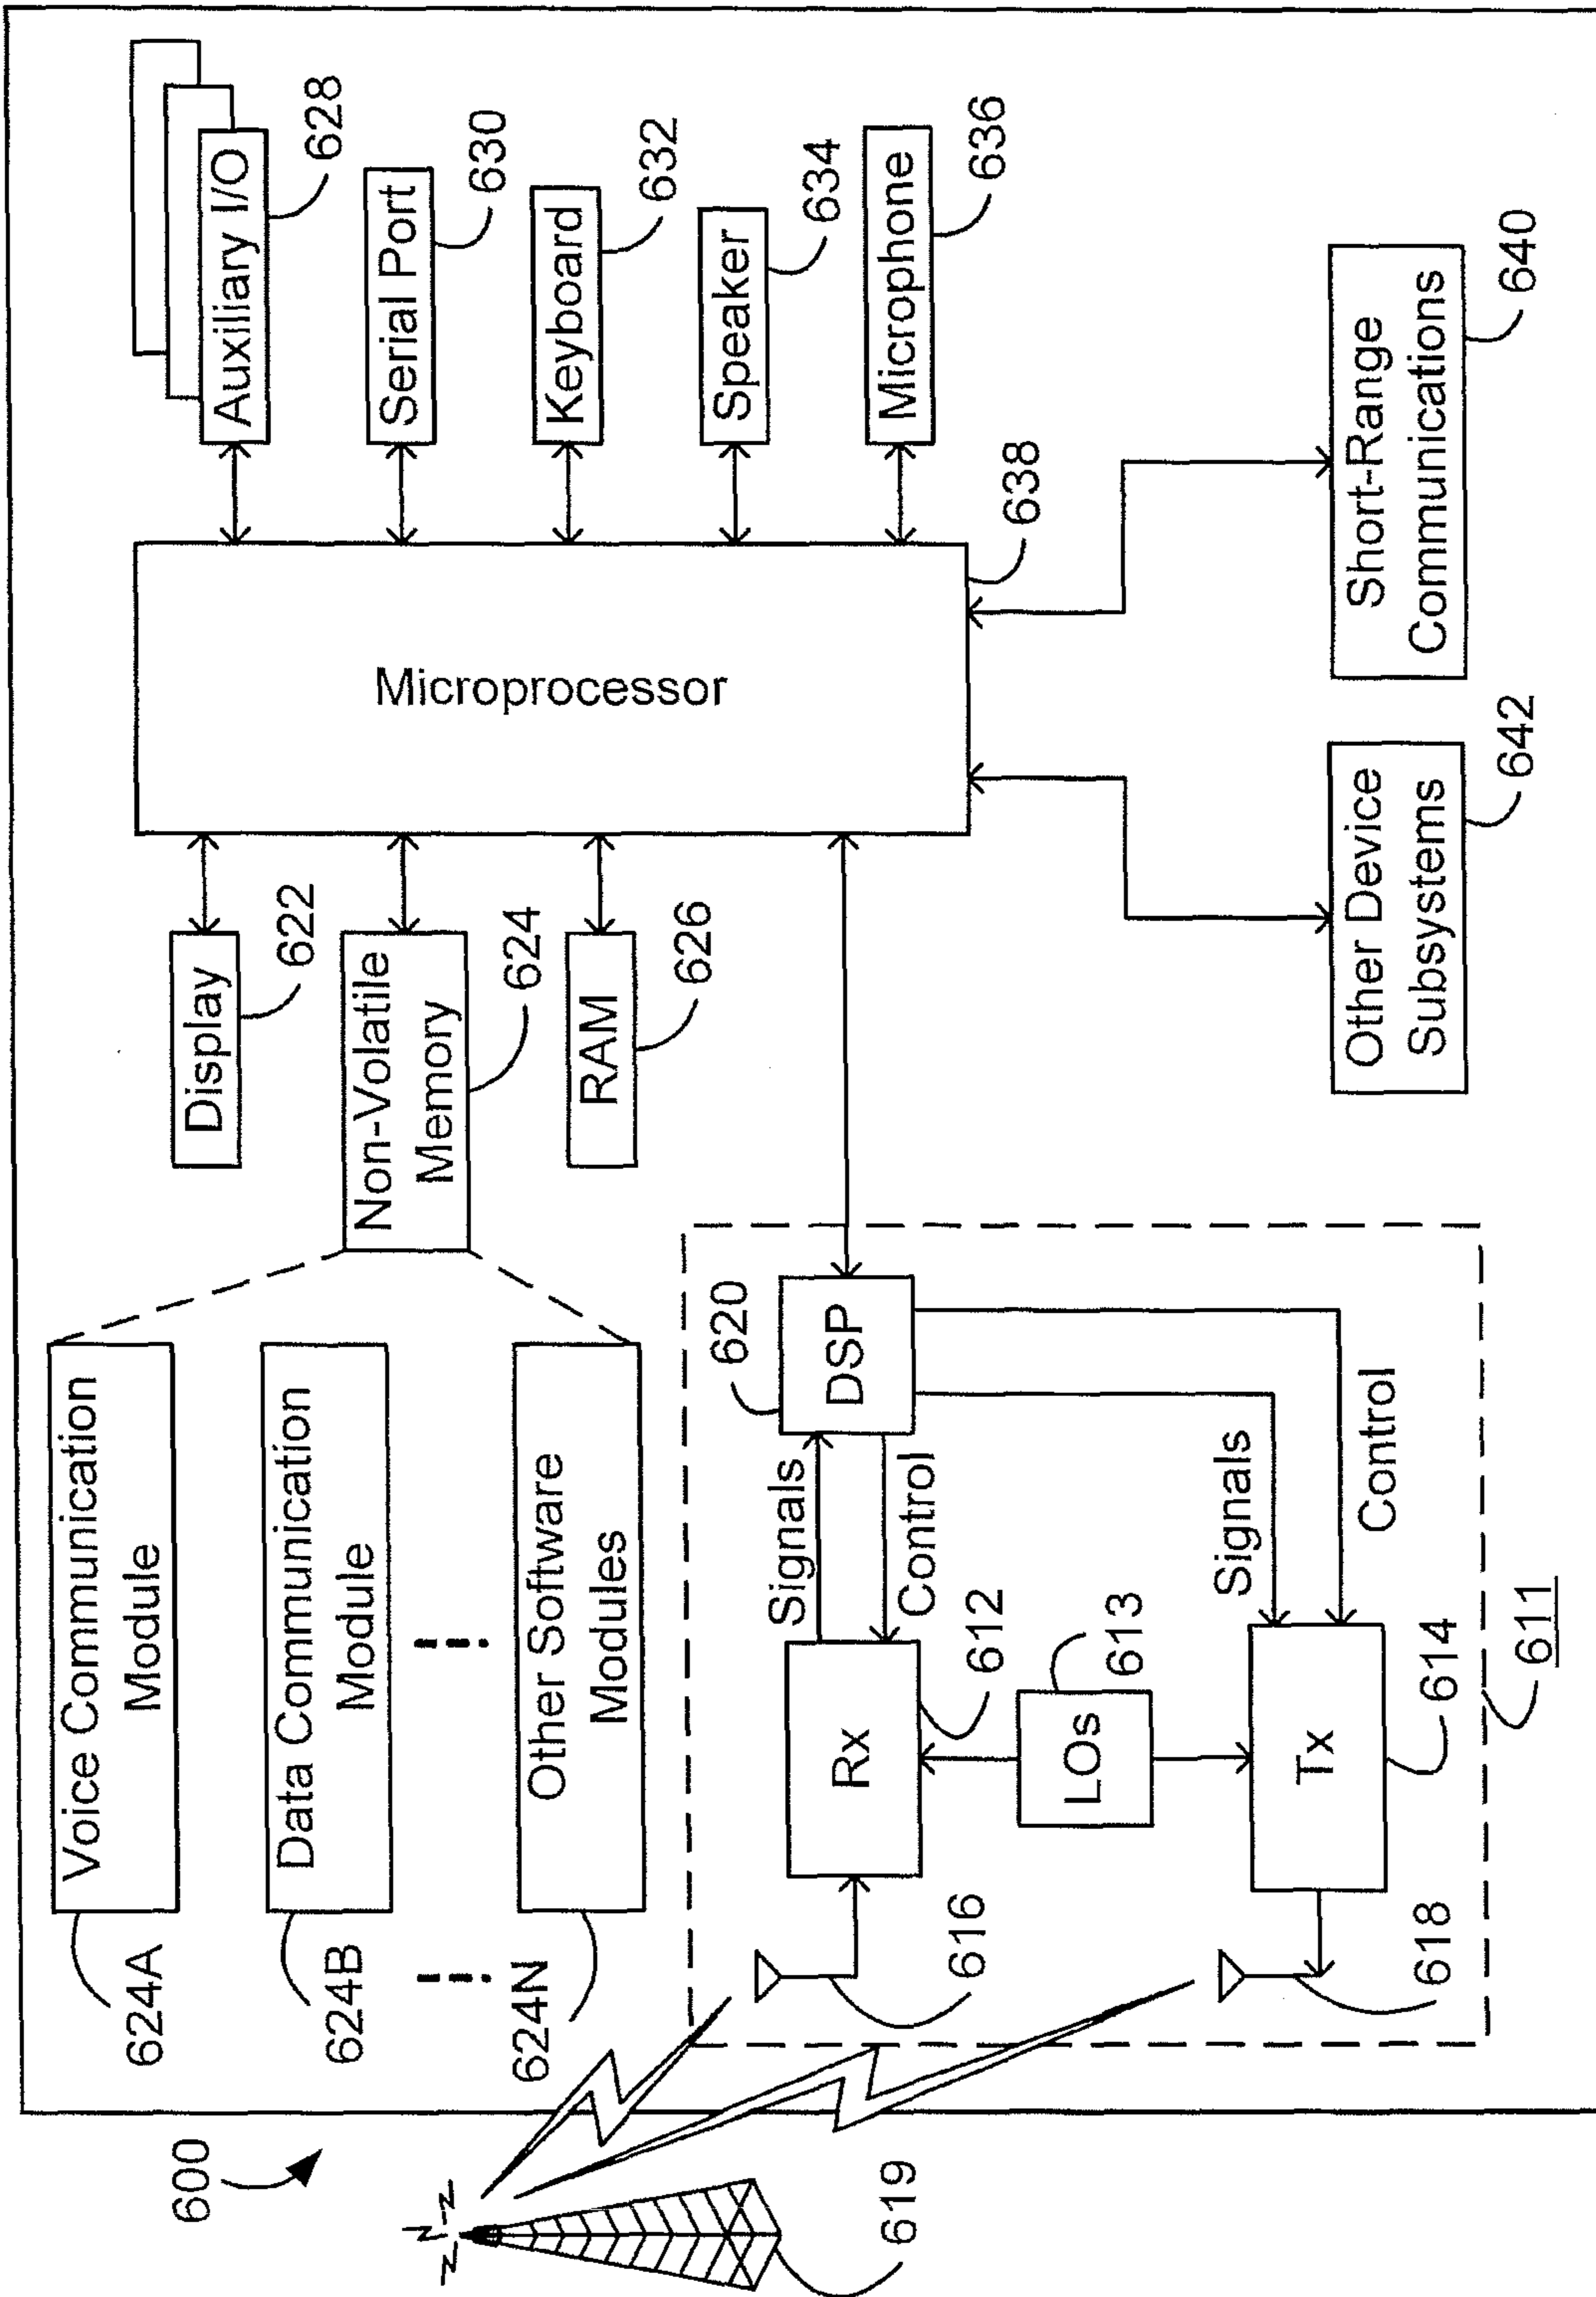 600
624A
Voice Communication
Module
624B
Data Communication
Module
624N
Other Software
Modules
Display
622
Non-Volatile
Memory
624
RAM
626
Microprocessor
638
Auxiliary I/O
628
Serial Port
630
Keyboard
632
Speaker
634
Microphone
636
Short-Range
Communications
640
Other Device
Subsystems
642
620
DSP
Signals
Control
Rx
612
LOs
613
Signals
Control
Tx
614
611
616
618
619